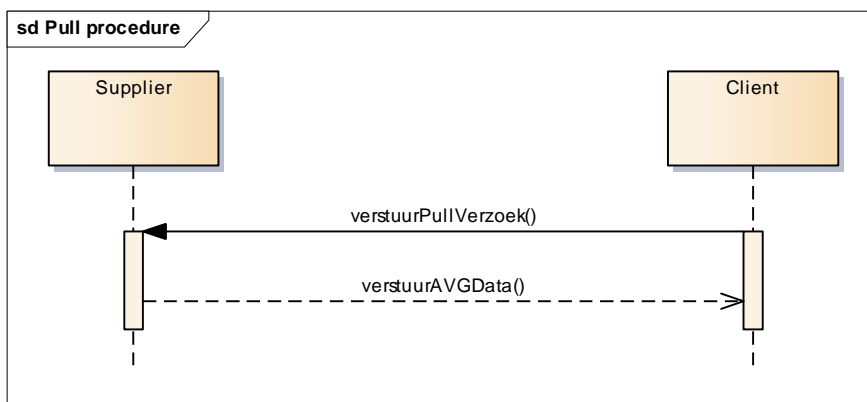 sd Pull procedure
Supplier
Client
verstuurPullVerzoek()
verstuurAVGData()